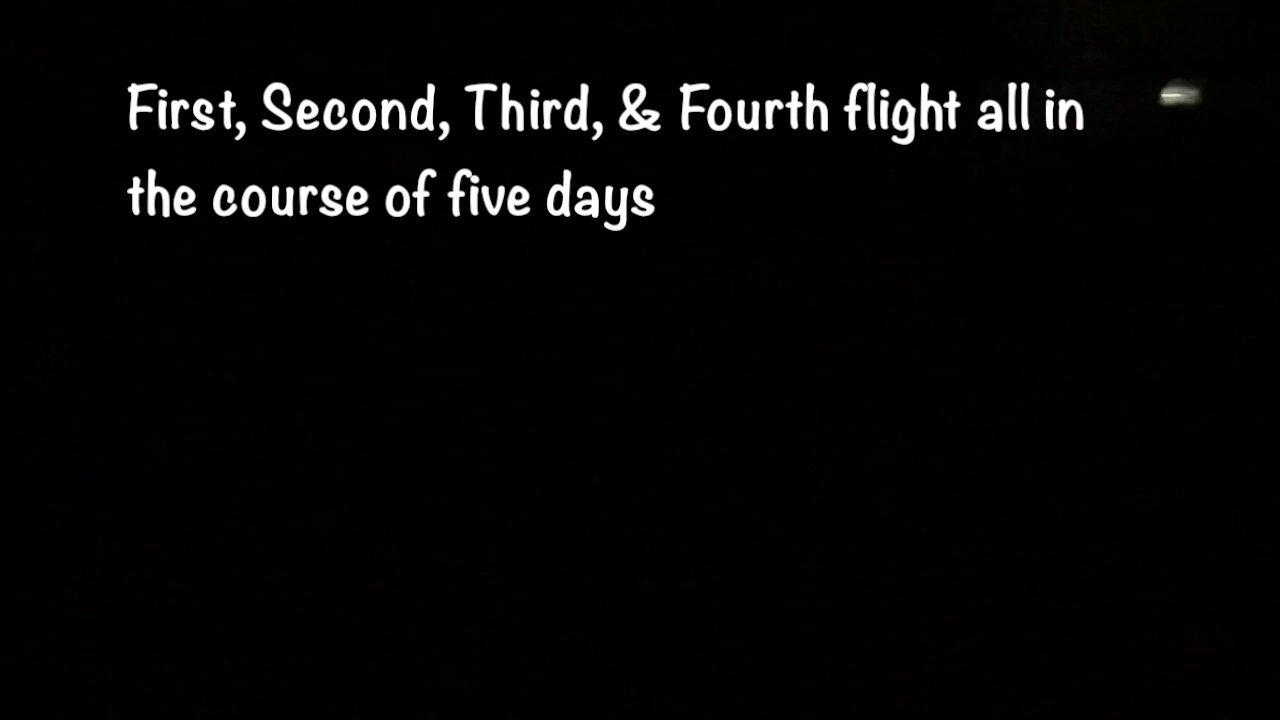 First, Second, Third, & Fourth flight all in
the course of five days